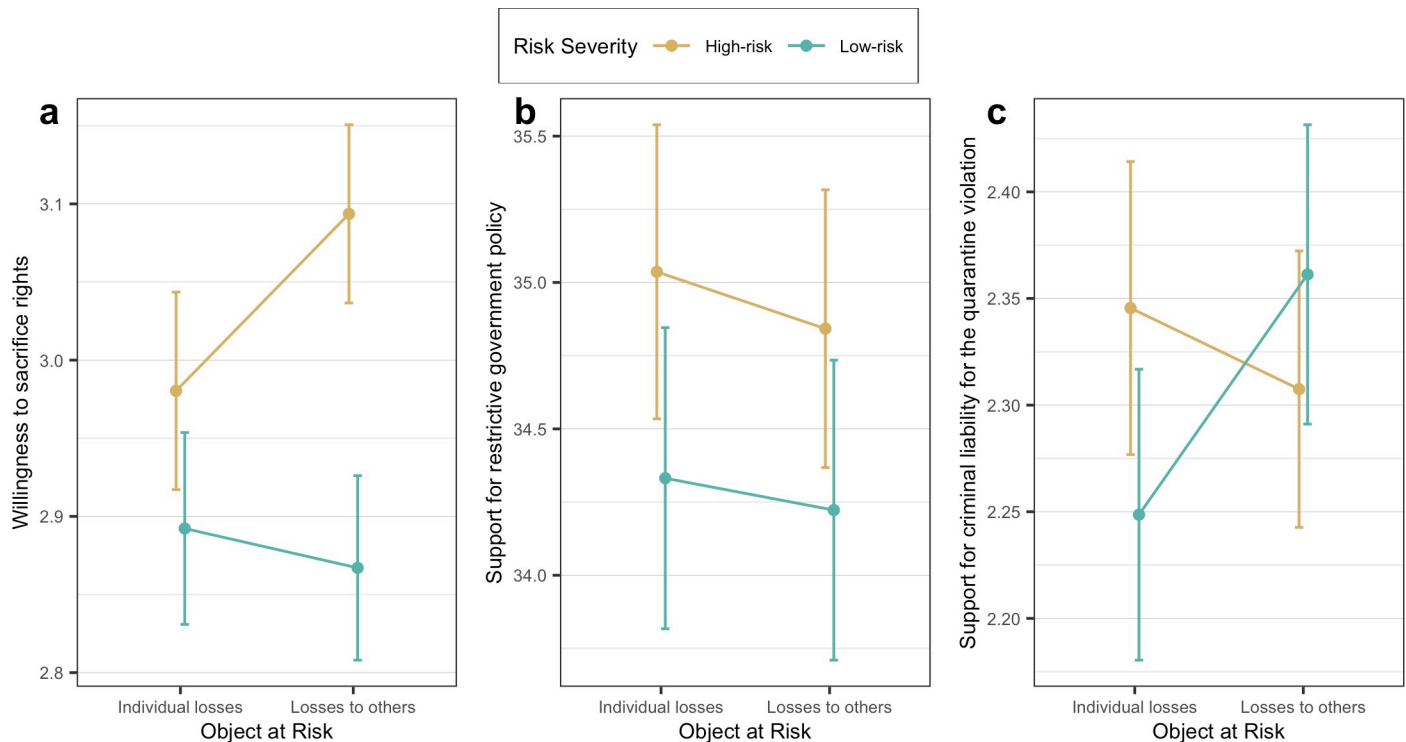 Risk Severity High-risk Low-risk
a
Willingness to sacrifice rights
3.1
3.0
2.9
2.8
Individual losses Losses to others
Object at Risk
b
Support for restrictive government policy
35.5
35.0
34.5
34.0
Individual losses Losses to others
Object at Risk
c
Support for criminal liability for the quarantine violation
2.40
2.35
2.30
2.25
2.20
Individual losses Losses to others
Object at Risk